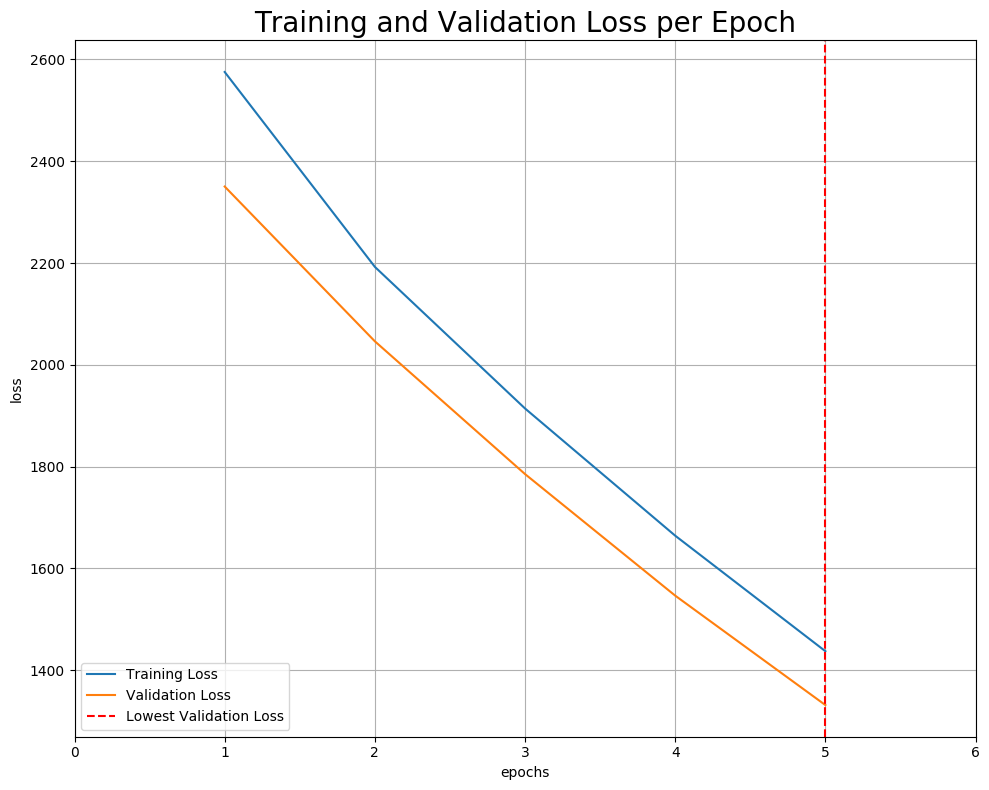 Training and Validation Loss per Epoch
2600
2400
2200
2000
1800
1600
1400
loss
Training Loss
Validation Loss
Lowest Validation Loss
0 1 2 3 4 5 6
epochs